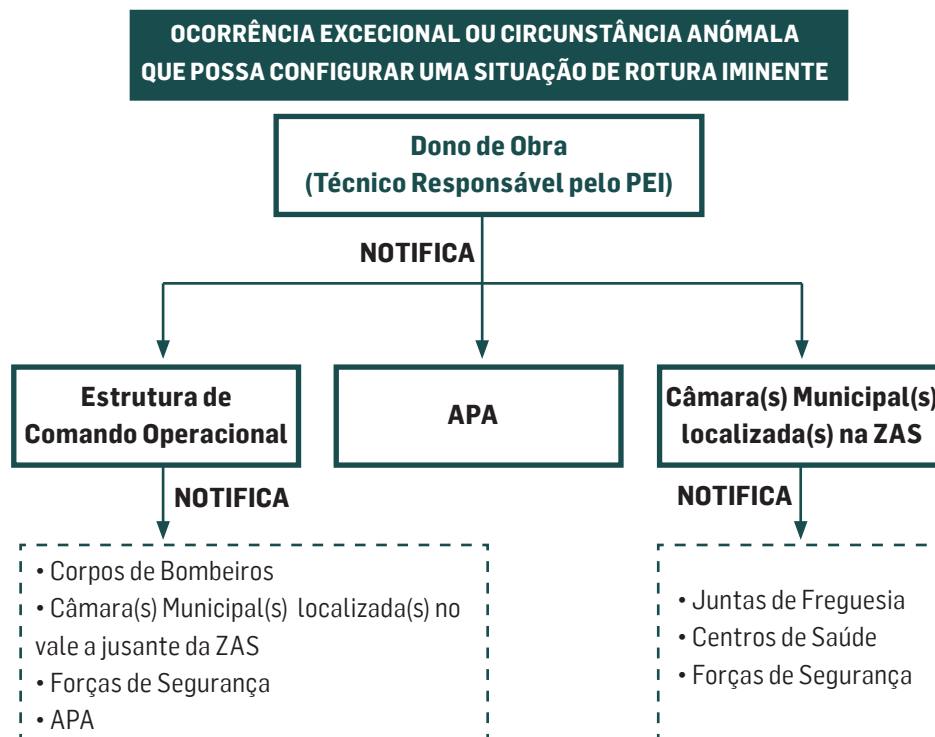 OCORRÊNCIA EXCECIONAL OU CIRCUNSTÂNCIA ANÓMALA
QUE POSSA CONFIGURAR UMA SITUAÇÃO DE ROTURA IMINENTE
Dono de Obra
(Técnico Responsável pelo PEI)
NOTIFICA
Estrutura de
Comando Operacional
APA
Câmara(s) Municipal(s)
localizada(s) na ZAS
NOTIFICA
• Corpos de Bombeiros
• Câmara(s) Municipal(s) localizada(s) no
vale a jusante da ZAS
• Forças de Segurança
• APA
NOTIFICA
• Juntas de Freguesia
• Centros de Saúde
• Forças de Segurança